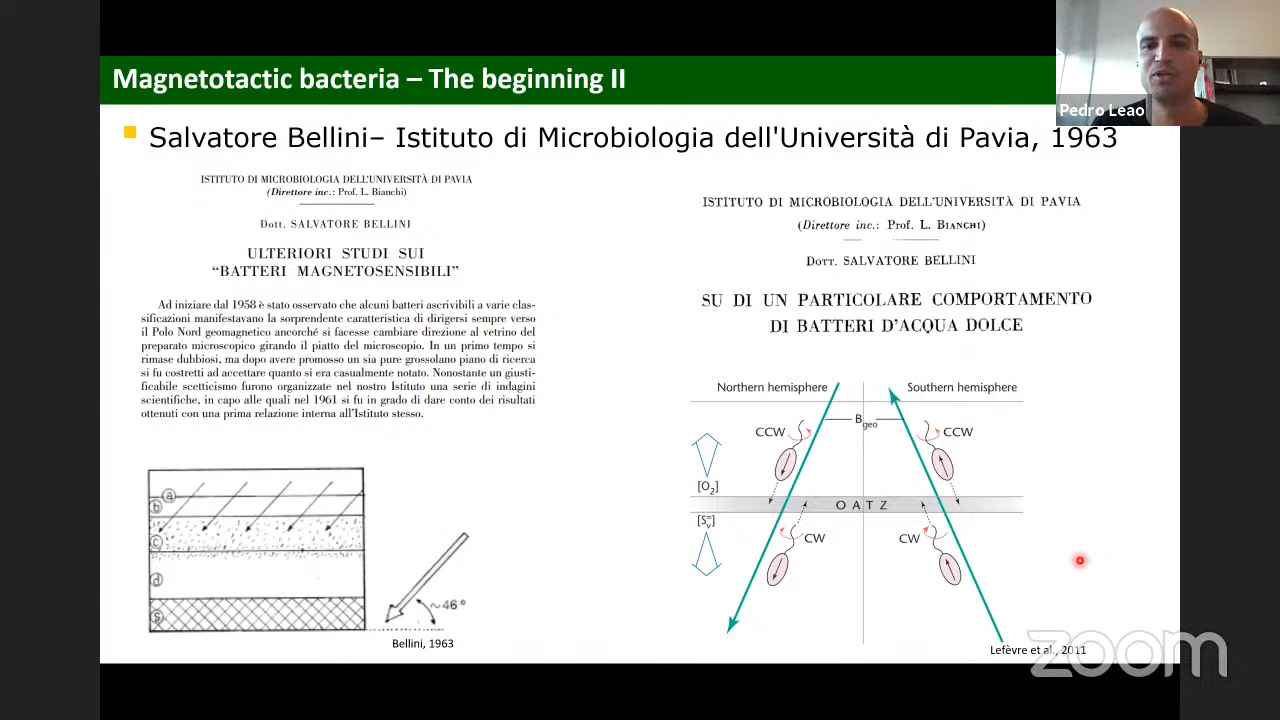 Magnetotactic bacteria – The beginning II
Pedro Leao
Salvatore Bellini– Istituto di Microbiologia dell'Università di Pavia, 1963
ISTITUTO DI MICROBIOLOGIA DELL'UNIVERSITÀ DI PAVIA
(Direttore inc.: Prof. L. Bianchi)
Dott. SALVATORE BELLINI
ULTERIORI STUDI SUI
“BATTERI MAGNETOSENSIBILI”
Ad iniziare dal 1958 è stato osservato che alcuni batteri ascrivibili a varie clas-
sificazioni manifestavano la sorprendente caratteristica di dirigersi sempre verso
il Polo Nord geomagnetico ancorché si facesse cambiare direzione al vetrino del
preparato microscopico girando il piatto del microscopio. In un primo tempo si
rimase dubbiosi, ma dopo avere promosso un sia pure grossolano piano di ricerca
si fu costretti ad accettare quanto si era casualmente notato. Nonostante un giusti-
ficabile scetticismo furono organizzate nel nostro Istituto una serie di indagini
scientifiche, in capo alle quali nel 1961 si fu in grado di dare conto dei risultati
ottenuti con una prima relazione interna all'Istituto stesso.
a
b
c
d
S
~46°
Bellini, 1963
ISTITUTO DI MICROBIOLOGIA DELL'UNIVERSITÀ DI PAVIA
(Direttore inc.: Prof. L. BIANCHI)
DOTT. SALVATORE BELLINI
SU DI UN PARTICOLARE COMPORTAMENTO
DI BATTERI D'ACQUA DOLCE
Northern hemisphere
Southern hemisphere
Bgeo
CCW
CCW
[O2]
OATZ
[Sv=]
CW
CW
Lefèvre et al., 2011
zoom